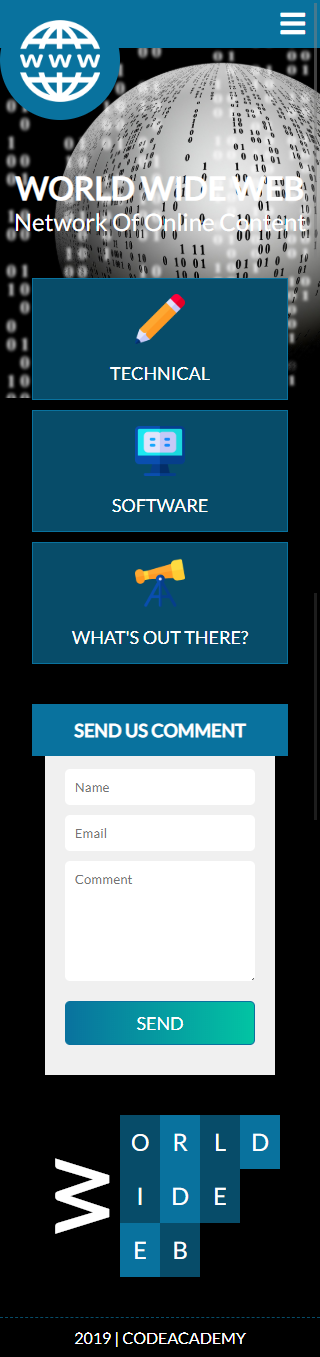 WWW
WORLD WIDE WEB
Network Of Online Content
TECHNICAL
SOFTWARE
WHAT'S OUT THERE?
SEND US COMMENT
Name
Email
Comment
SEND
W
O R L D
I D E
E B
2019 | CODEACADEMY